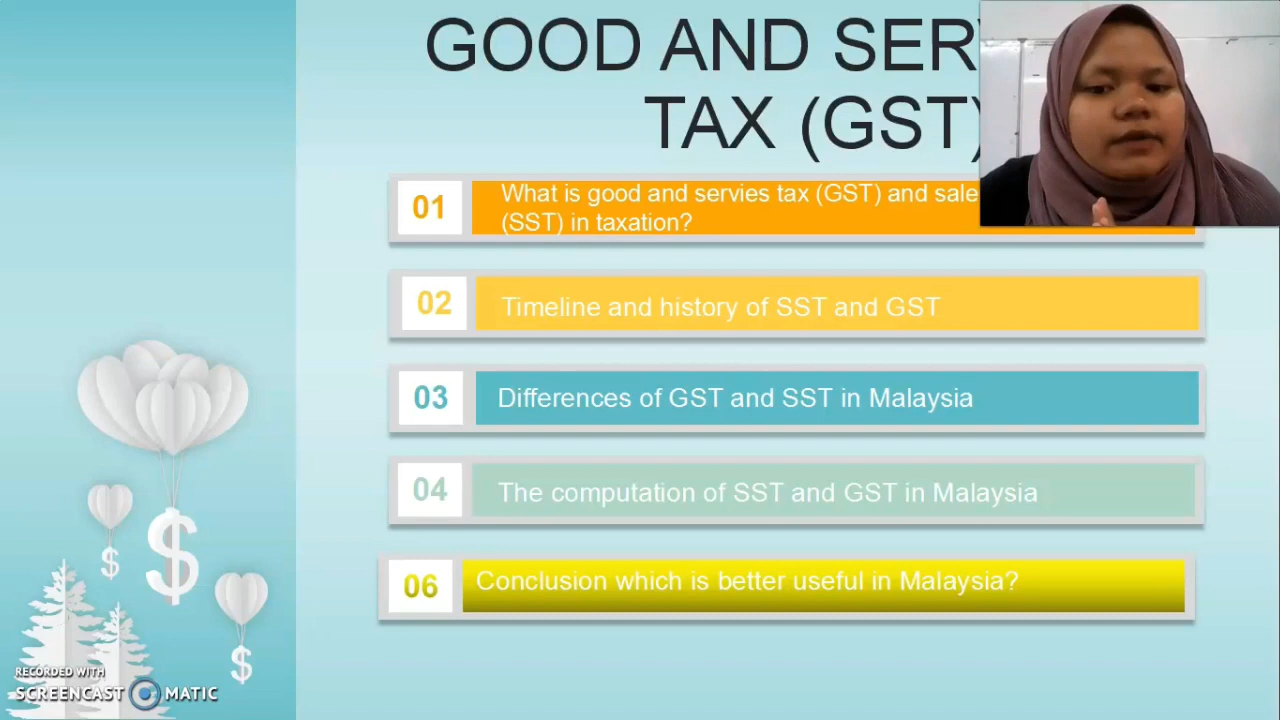 GOOD AND SER
TAX (GST)
01
What is good and servies tax (GST) and sale
(SST) in taxation?
02
Timeline and history of SST and GST
03
Differences of GST and SST in Malaysia
04
The computation of SST and GST in Malaysia
06
Conclusion which is better useful in Malaysia?
$
$
$
RECORDED WITH
SCREENCAST MATIC